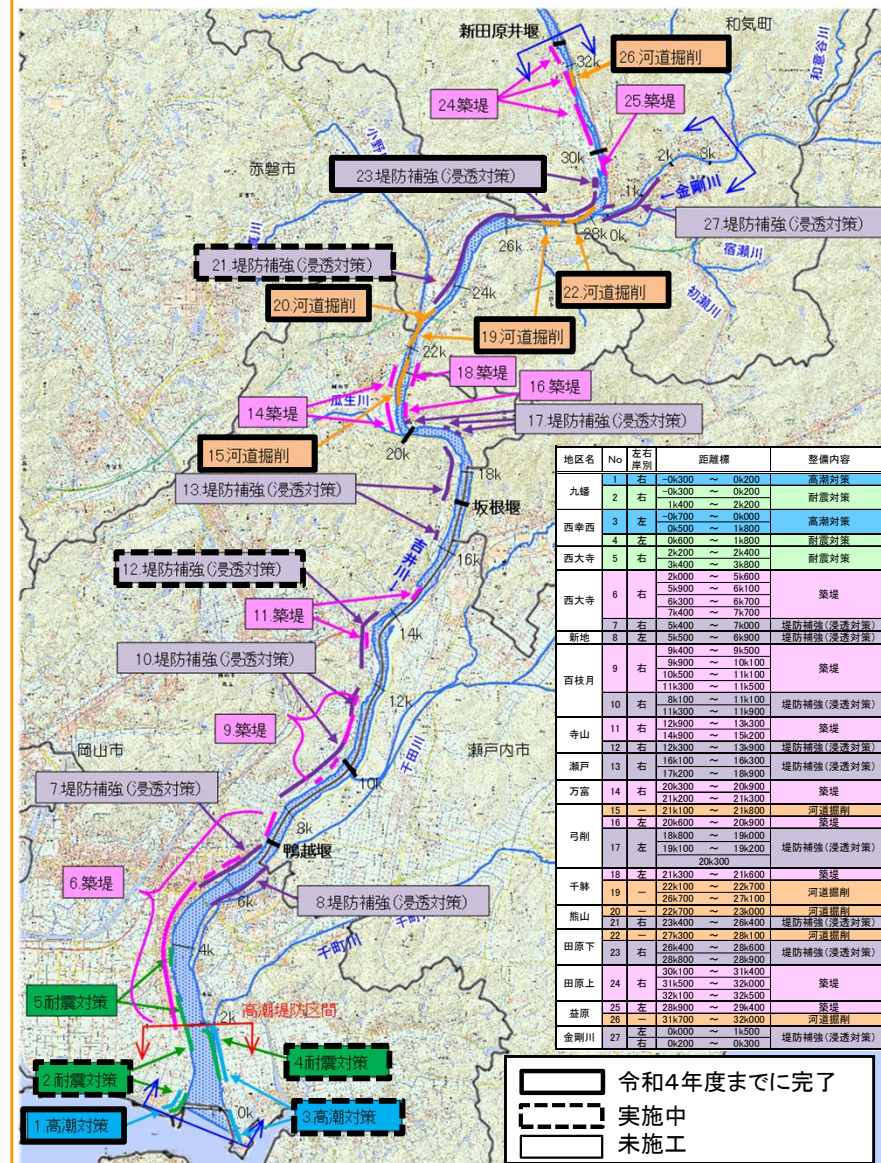 新田原井堰
和気町
和意谷川
32k
26.河道掘削
24.築堤
25.築堤
30k
2k
3k
赤磐市
23.堤防補強(浸透対策)
1k
←金剛川
28k
0k
27.堤防補強(浸透対策)
26k
宿瀬川
初瀬川
21.堤防補強(浸透対策)
24k
22.河道掘削
20.河道掘削
19.河道掘削
22k
18.築堤
16.築堤
瓜生川
14.築堤
17.堤防補強(浸透対策)
20k
15.河道掘削
18k
13.堤防補強(浸透対策)
坂根堰
吉井川
16k
12.堤防補強(浸透対策)
11.築堤
14k
10.堤防補強(浸透対策)
12k
9.築堤
千田川
瀬戸内市
岡山市
10k
7.堤防補強(浸透対策)
8k
鴨越堰
6.築堤
6k
8.堤防補強(浸透対策)
千町川
4k
5.耐震対策
高潮堤防区間
2k
4.耐震対策
2.耐震対策
0k
1.高潮対策
3.高潮対策
地区名 No 左右岸別 距離標 整備内容
九蟠 1 右 -0k300 ～ 0k200 高潮対策
2 右 -0k300 ～ 0k200 耐震対策
1k400 ～ 2k200
西幸西 3 左 -0k700 ～ 0k000 高潮対策
0k500 ～ 1k800
4 左 0k600 ～ 1k800 耐震対策
西大寺 5 右 2k200 ～ 2k400 耐震対策
3k400 ～ 3k800
西大寺 6 右 2k000 ～ 5k600 築堤
5k900 ～ 6k100
6k300 ～ 6k700
7k400 ～ 7k700
7 右 5k400 ～ 7k000 堤防補強(浸透対策)
新地 8 左 5k500 ～ 6k900 堤防補強(浸透対策)
百枝月 9 右 9k400 ～ 9k500 築堤
9k900 ～ 10k100
10k500 ～ 11k100
11k300 ～ 11k500
10 右 8k100 ～ 11k100 堤防補強(浸透対策)
11k300 ～ 11k900
寺山 11 右 12k900 ～ 13k300 築堤
14k900 ～ 15k200
12 右 12k300 ～ 13k900 堤防補強(浸透対策)
瀬戸 13 右 16k100 ～ 16k300 堤防補強(浸透対策)
17k200 ～ 18k900
万富 14 右 20k300 ～ 20k900 築堤
21k200 ～ 21k300
弓削 15 － 21k100 ～ 21k800 河道掘削
16 左 20k600 ～ 20k900 築堤
17 左 18k800 ～ 19k000 堤防補強(浸透対策)
19k100 ～ 19k200
20k300
千躰 18 左 21k300 ～ 21k600 築堤
19 － 22k100 ～ 22k700 河道掘削
26k700 ～ 27k100
熊山 20 － 22k700 ～ 23k000 河道掘削
21 右 23k400 ～ 26k400 堤防補強(浸透対策)
田原下 22 － 27k300 ～ 28k100 河道掘削
23 右 26k400 ～ 28k600 堤防補強(浸透対策)
28k800 ～ 28k900
田原上 24 右 30k100 ～ 31k400 築堤
31k500 ～ 32k000
32k100 ～ 32k500
益原 25 左 28k900 ～ 29k400 築堤
26 － 31k700 ～ 32k000 河道掘削
金剛川 27 左 0k000 ～ 1k500 堤防補強(浸透対策)
右 0k200 ～ 0k300
令和4年度までに完了
実施中
未施工